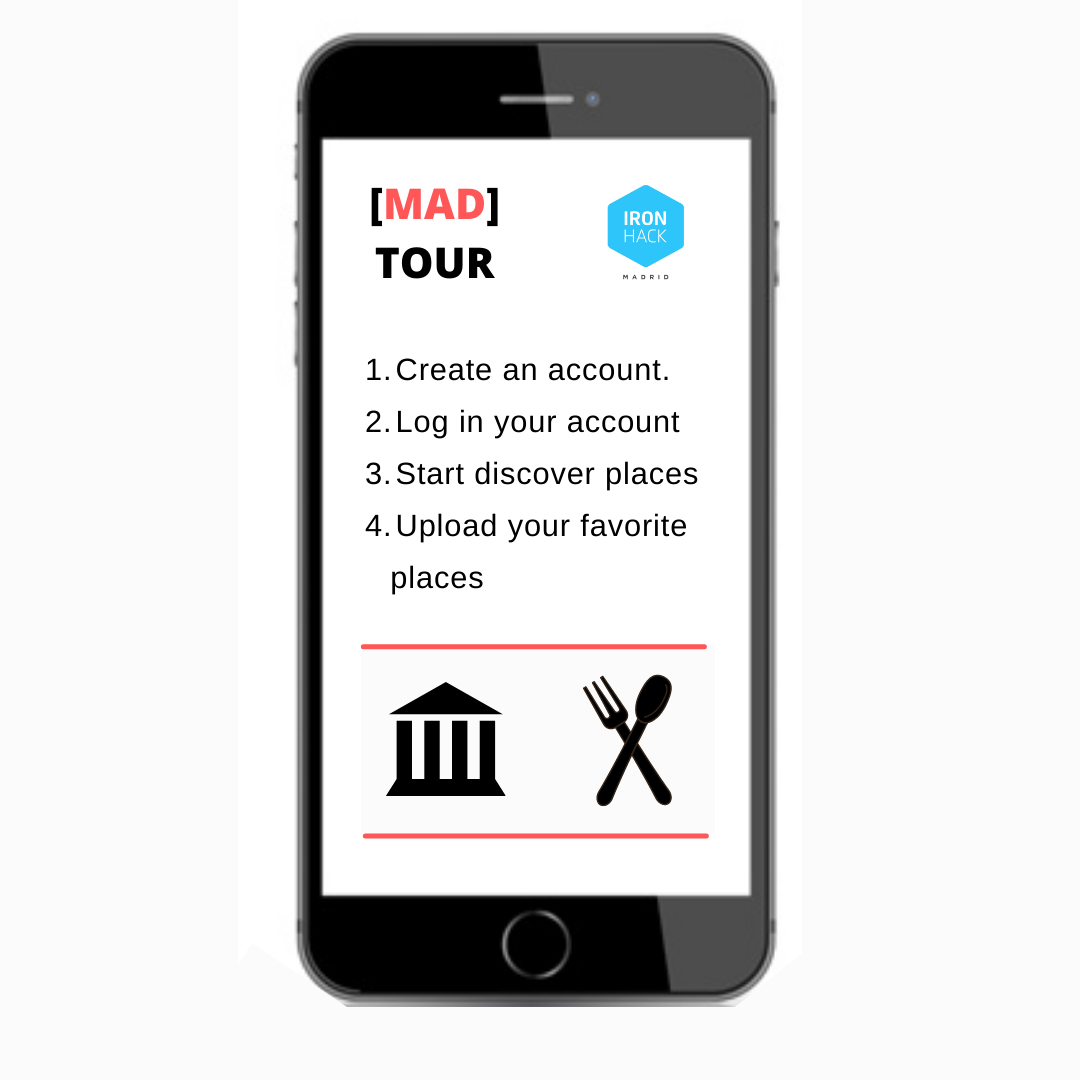 [MAD]
TOUR
IRON
HACK
MADRID
1. Create an account.
2. Log in your account
3. Start discover places
4. Upload your favorite
places